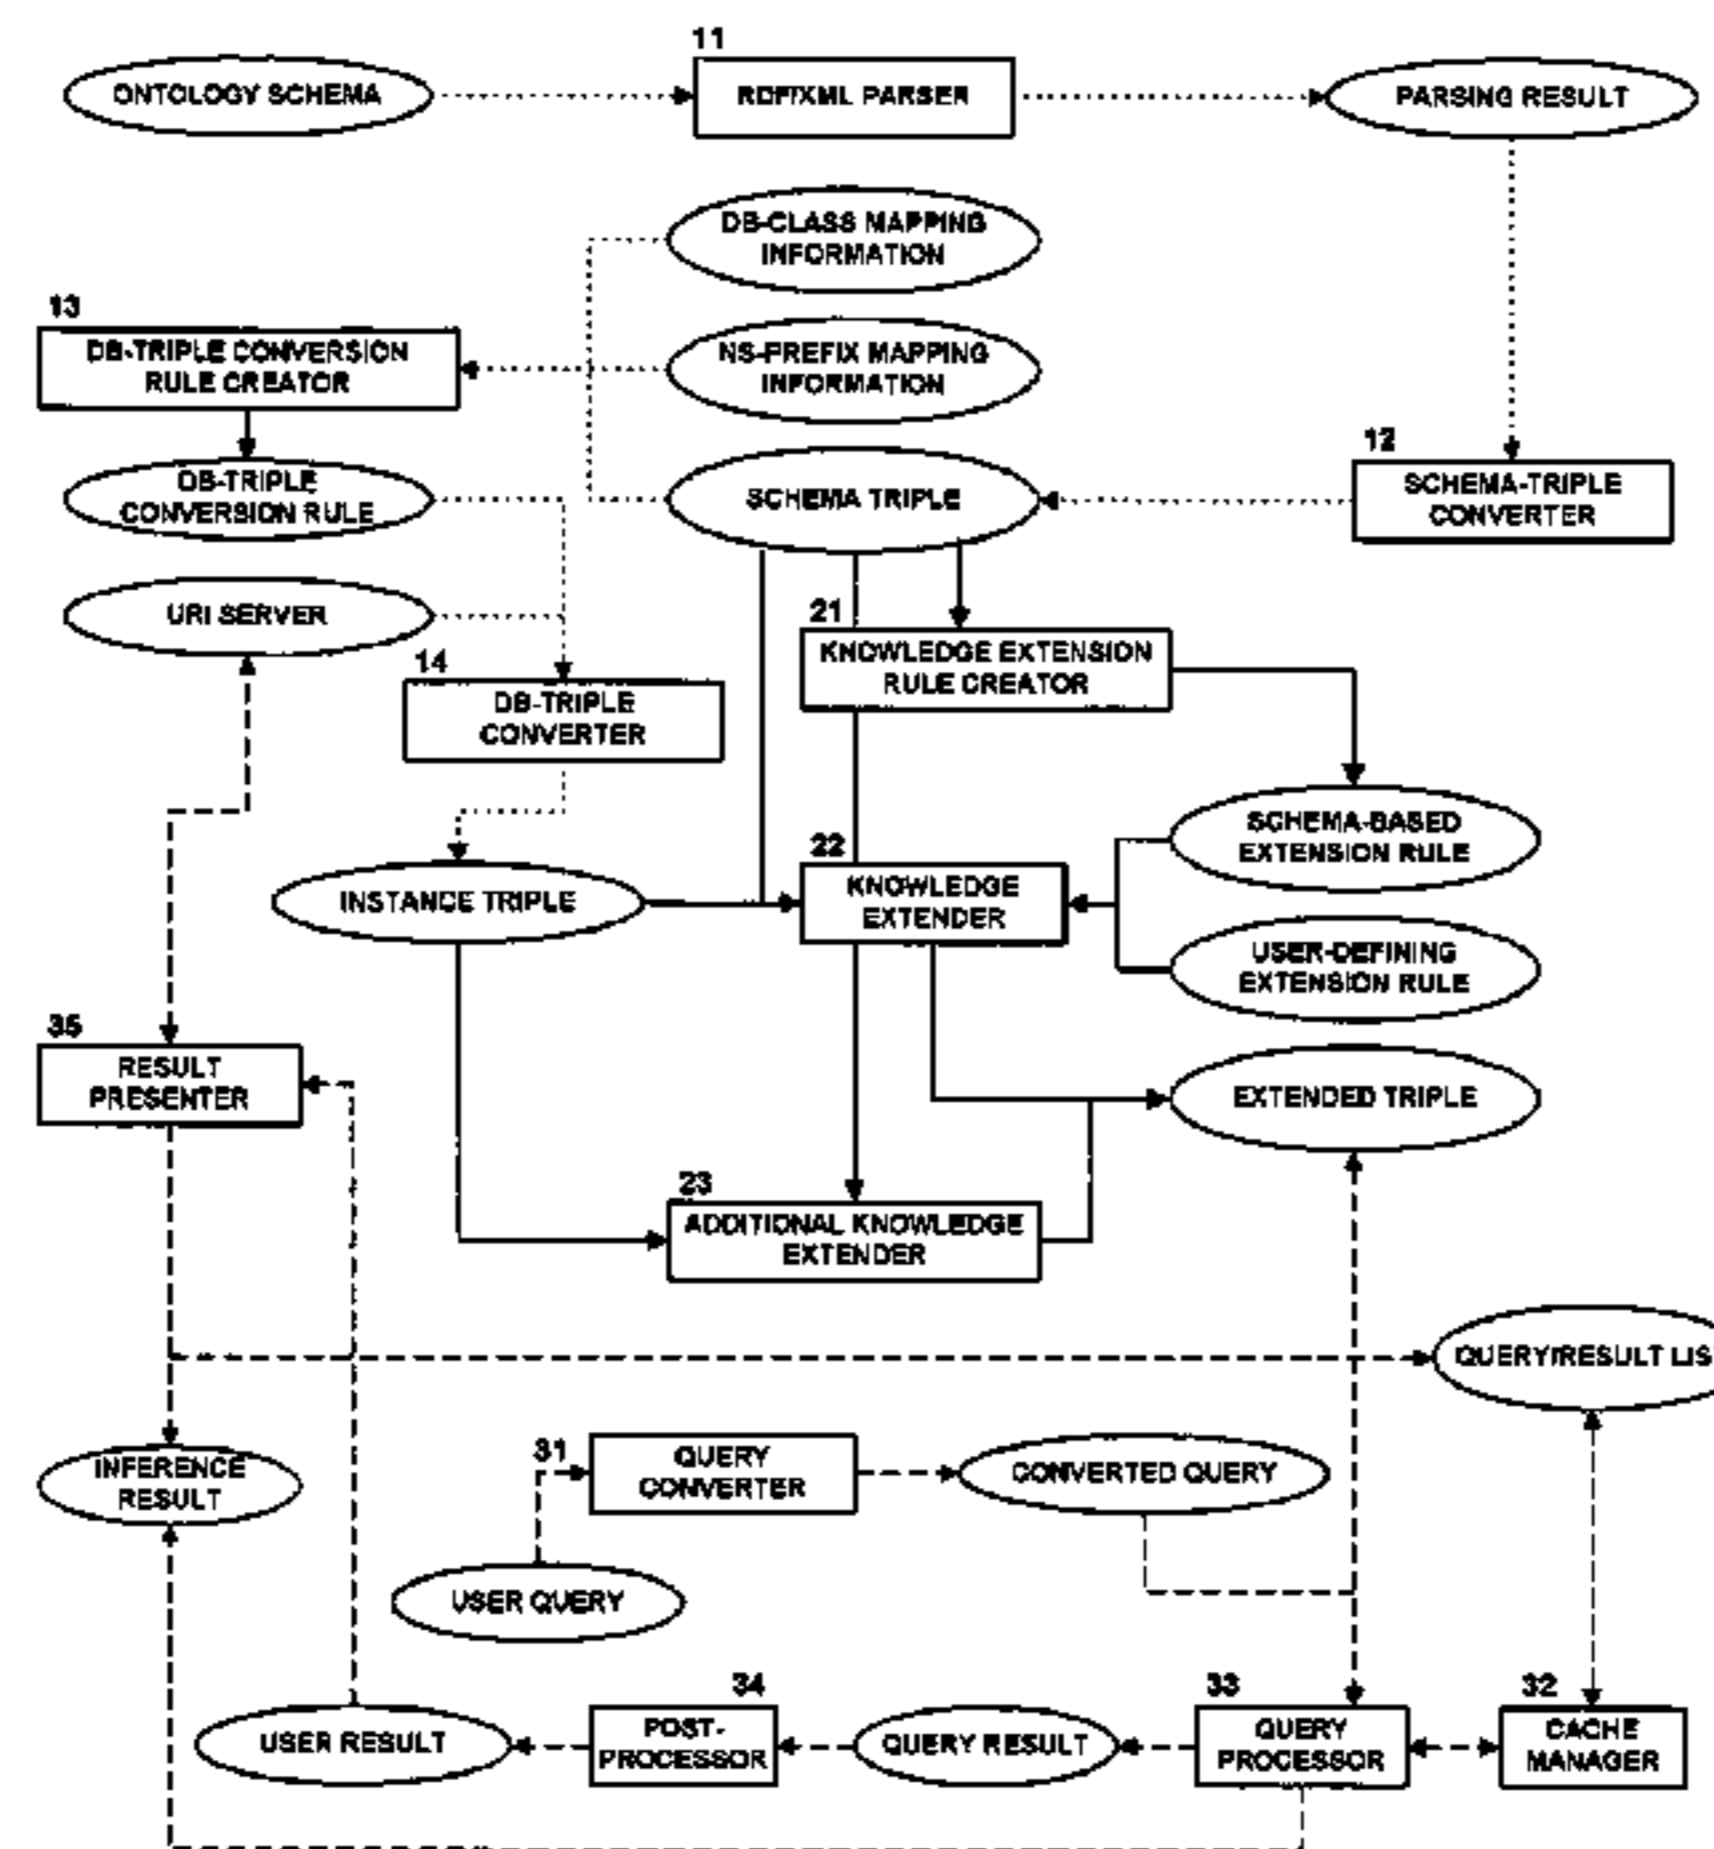 11
ONTOLOGY SCHEMA
RDF/XML PARSER
PARSING RESULT
DB-CLASS MAPPING
INFORMATION
13
DB-TRIPLE CONVERSION
RULE CREATOR
NS-PREFIX MAPPING
INFORMATION
12
DB-TRIPLE
CONVERSION RULE
SCHEMA TRIPLE
SCHEMA-TRIPLE
CONVERTER
URI SERVER
21
KNOWLEDGE EXTENSION
RULE CREATOR
14
DB-TRIPLE
CONVERTER
SCHEMA-BASED
EXTENSION RULE
22
INSTANCE TRIPLE
KNOWLEDGE
EXTENDER
USER-DEFINING
EXTENSION RULE
35
RESULT
PRESENTER
EXTENDED TRIPLE
23
ADDITIONAL KNOWLEDGE
EXTENDER
QUERY/RESULT LIS
31
INFERENCE
RESULT
QUERY
CONVERTER
CONVERTED QUERY
USER QUERY
34
33
32
USER RESULT
POST-
PROCESSOR
QUERY RESULT
QUERY
PROCESSOR
CACHE
MANAGER